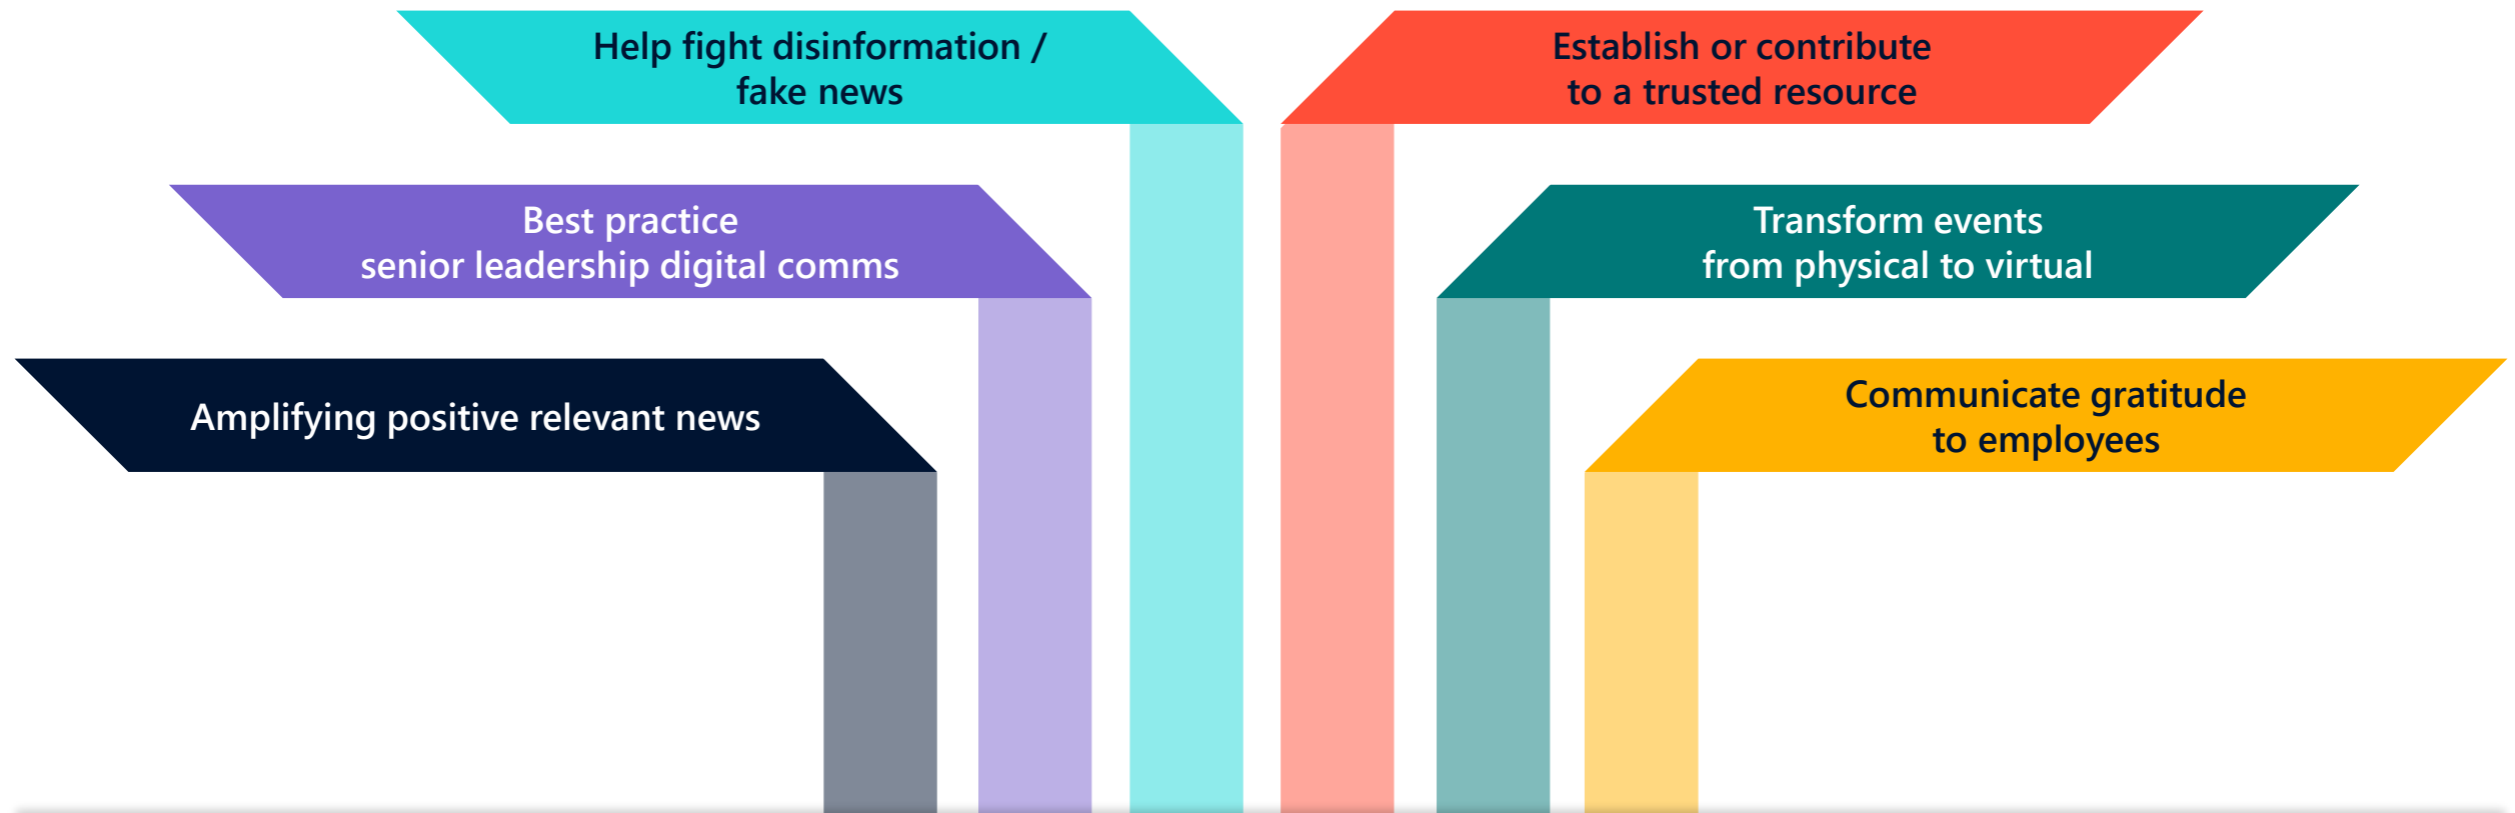 Help fight disinformation /
fake news
Establish or contribute
to a trusted resource
Best practice
senior leadership digital comms
Transform events
from physical to virtual
Amplifying positive relevant news
Communicate gratitude
to employees